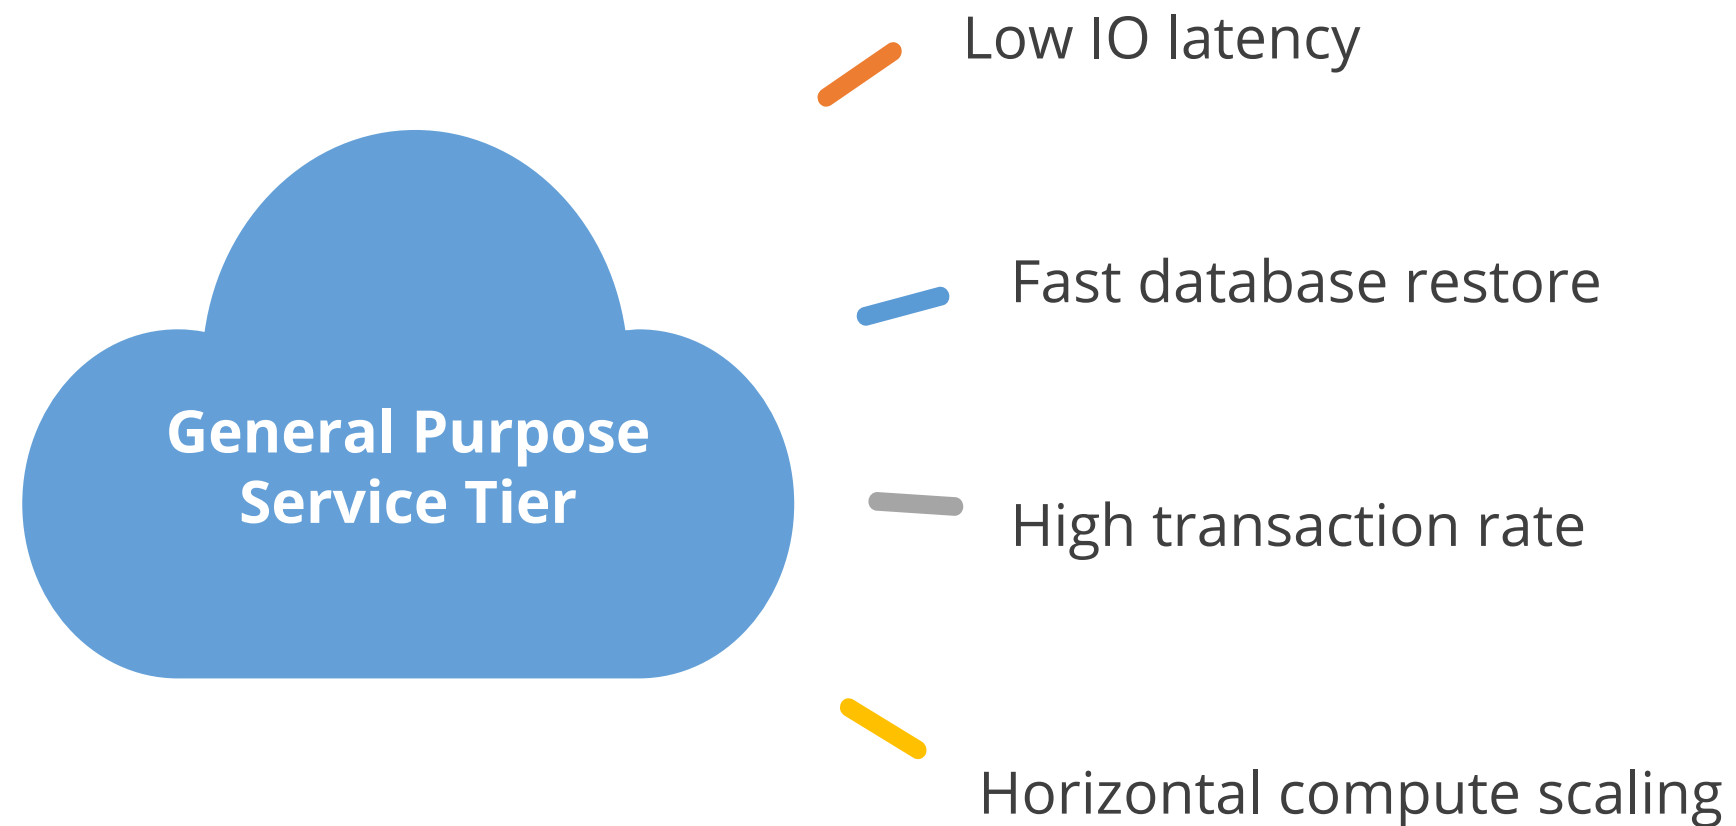 Low IO latency
Fast database restore
General Purpose
Service Tier
High transaction rate
Horizontal compute scaling